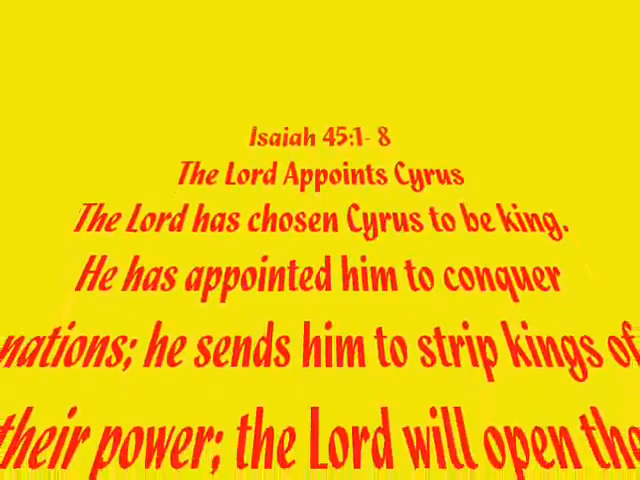 Isaiah 45:1- 8
The Lord Appoints Cyrus
The Lord has chosen Cyrus to be king.
He has appointed him to conquer
nations; he sends him to strip kings of
their power; the Lord will open the